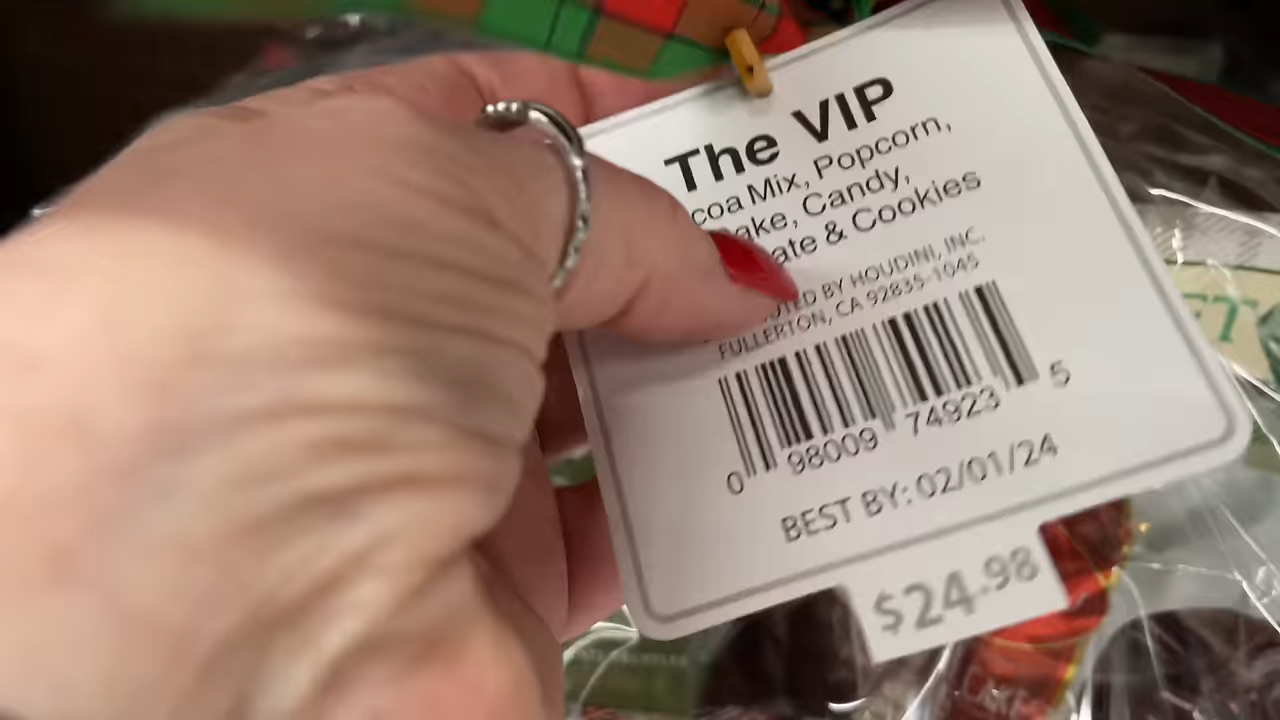 The VIP
coa Mix, Popcorn,
ake, Candy,
ate & Cookies
TED BY HOUDINI, INC.
FULLERTON, CA 92835-1045
0 98009 74923 5
BEST BY: 02/01/24
$24.98